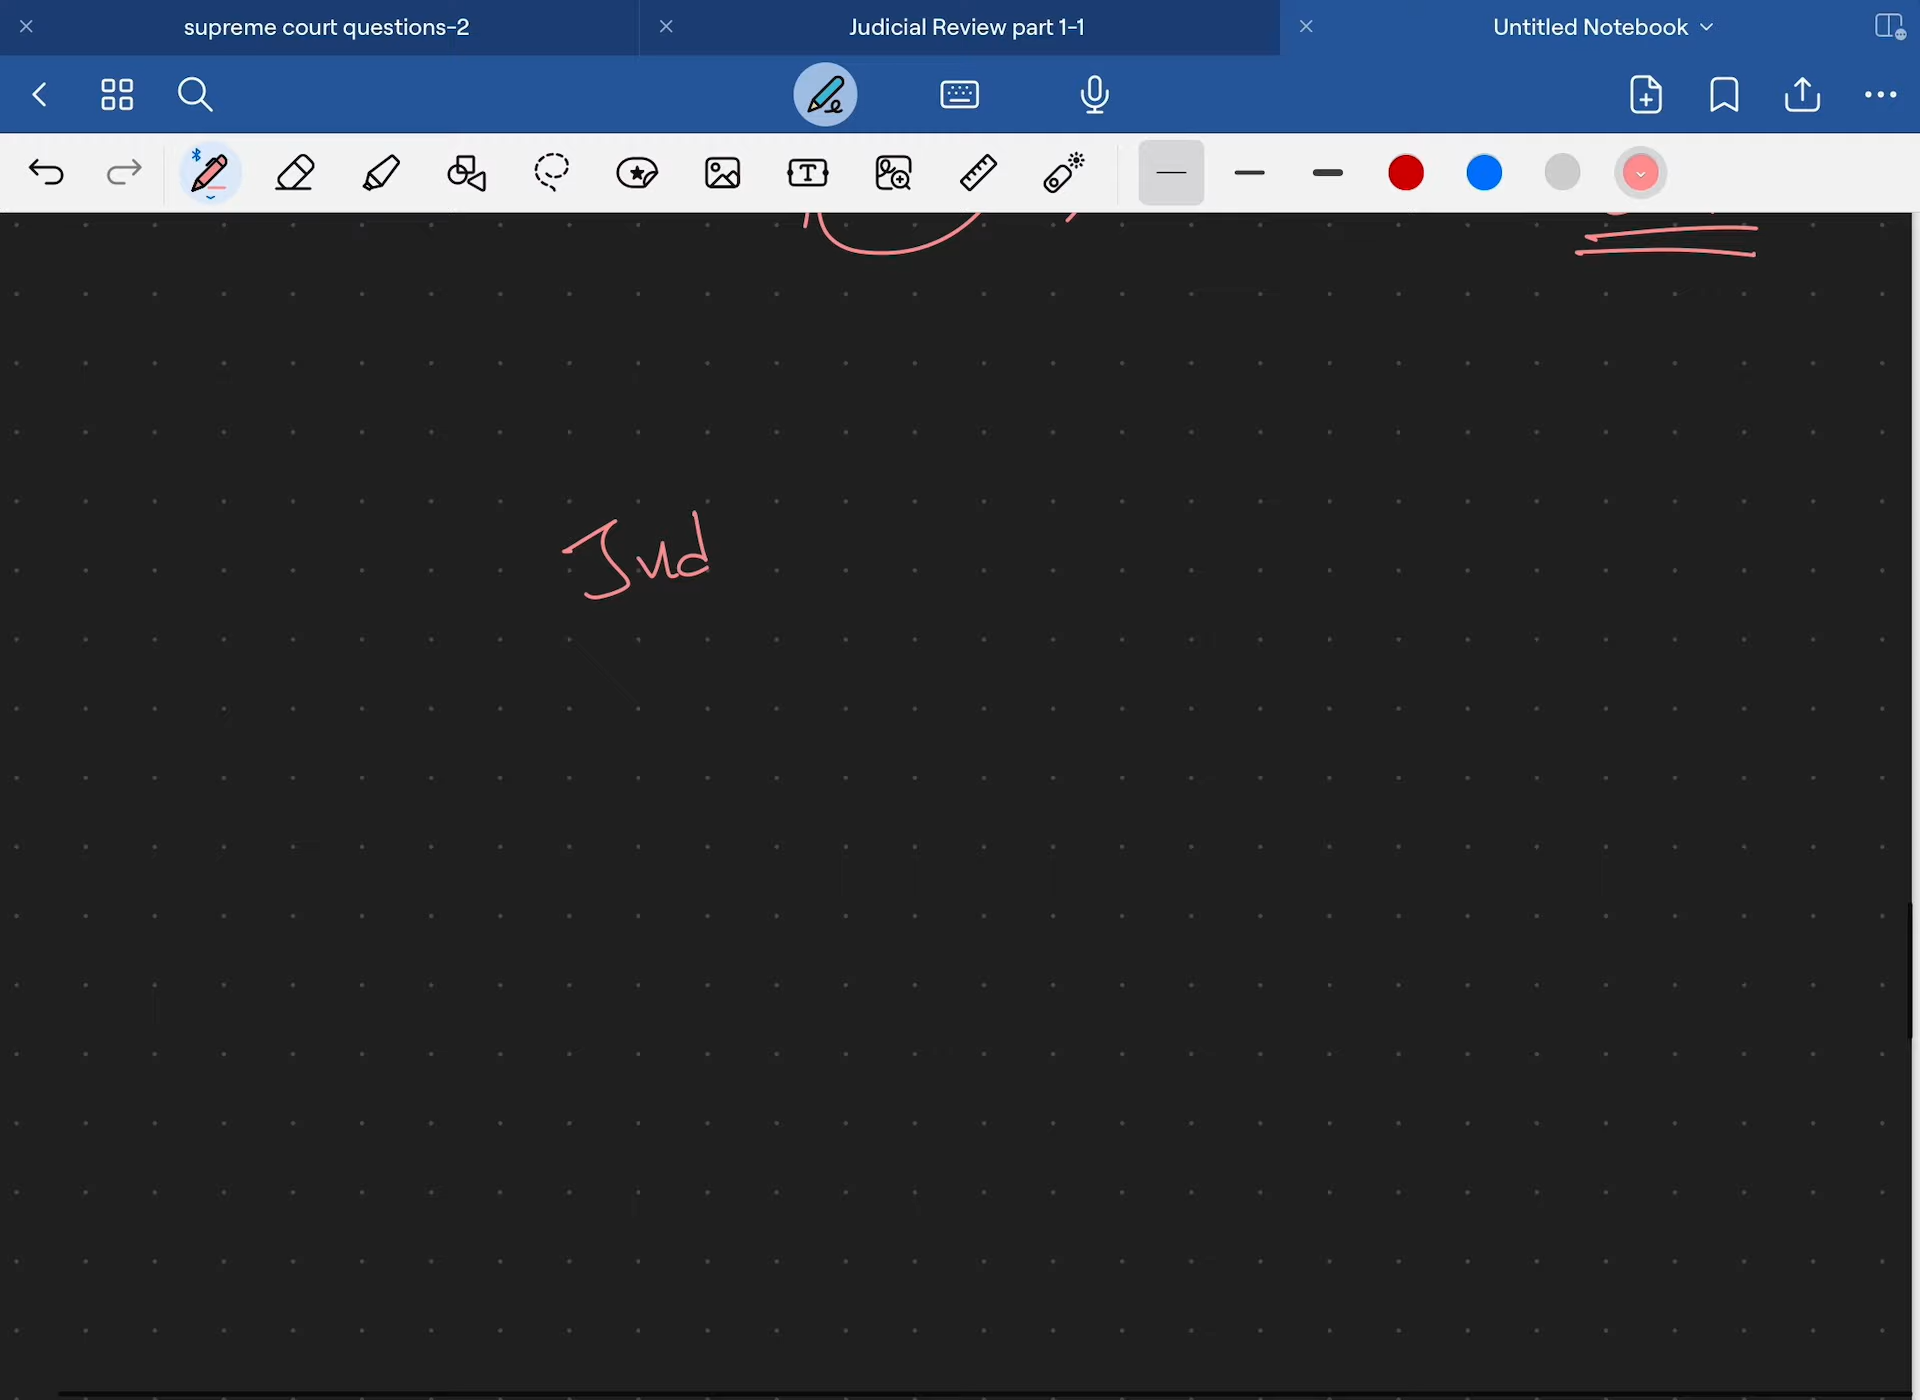 supreme court questions-2
Judicial Review part 1-1
Untitled Notebook
Jud